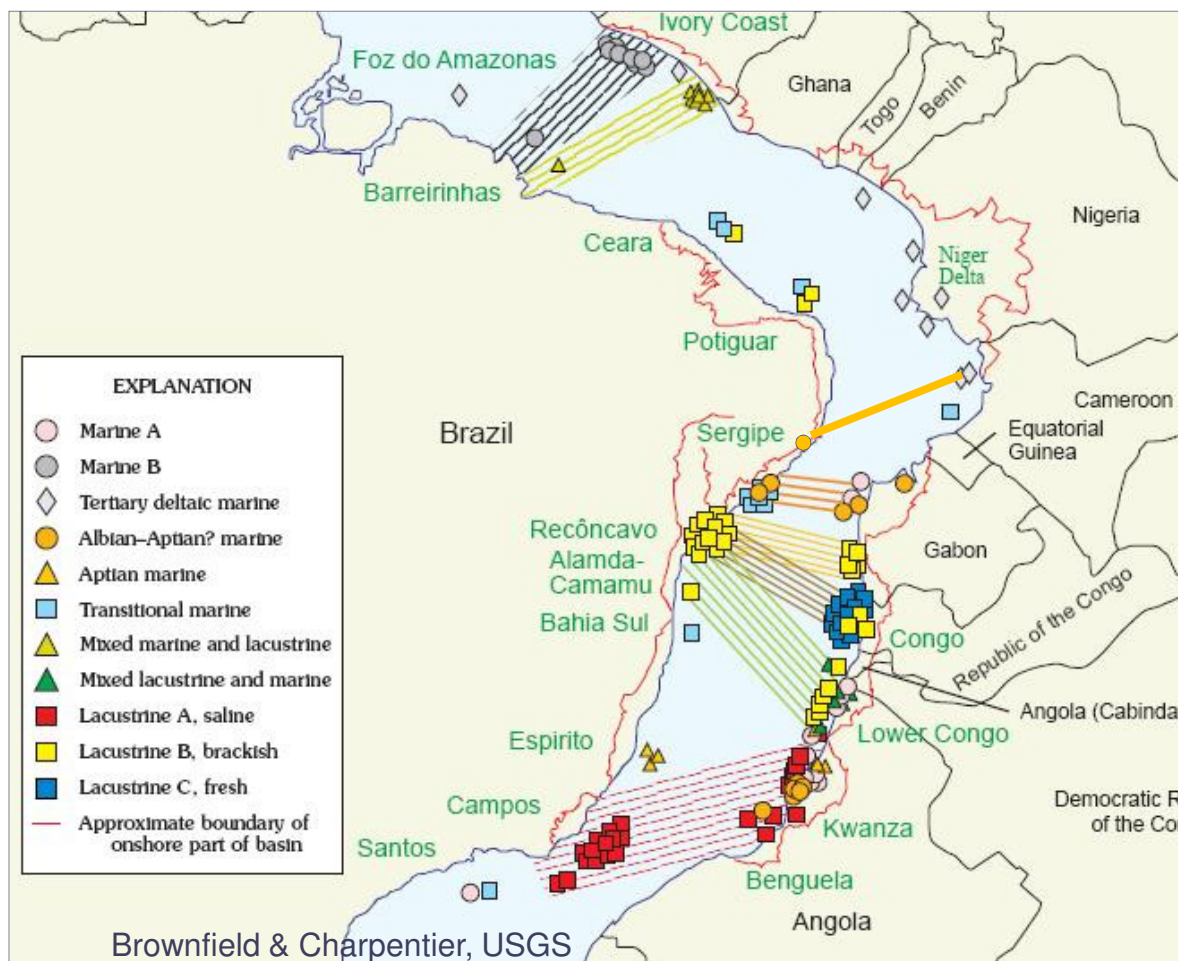 Ivory Coast
Foz do Amazonas
Ghana
Togo
Benin
Barreirinhas
Nigeria
Ceara
Niger
Delta
Potiguar
EXPLANATION
Marine A
Marine B
Tertiary deltaic marine
Albian–Aptian? marine
Aptian marine
Transitional marine
Mixed marine and lacustrine
Mixed lacustrine and marine
Lacustrine A, saline
Lacustrine B, brackish
Lacustrine C, fresh
Approximate boundary of
onshore part of basin
Brazil
Sergipe
Cameroon
Equatorial
Guinea
Recôncavo
Alamda-
Camamu
Bahia Sul
Gabon
Republic of the Congo
Congo
Angola (Cabinda
Lower Congo
Espirito
Campos
Santos
Kwanza
Democratic R
of the Con
Benguela
Angola
Brownfield & Charpentier, USGS